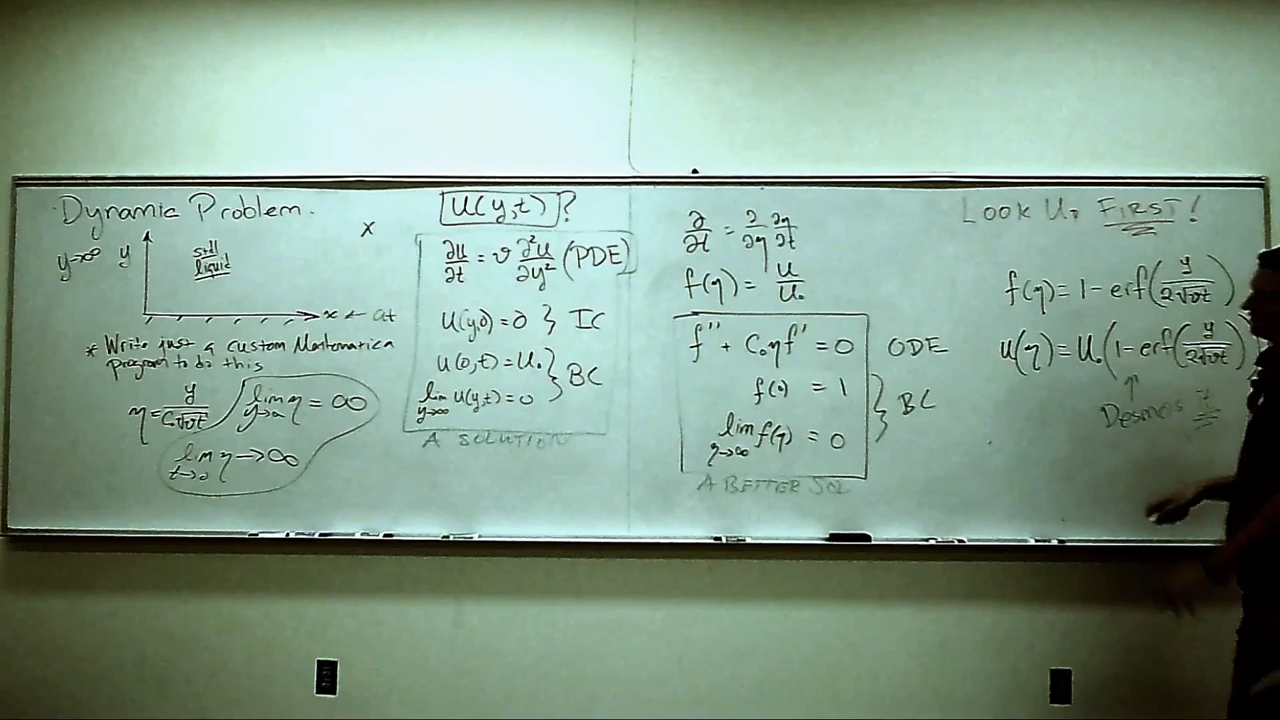 Dynamic Problem.
x
y→∞ y
still
liquid
x ← at
* Write just a custom Mathematica
program to do this
η = y/(C₀√νt)
lim y→∞ η = ∞
lim t→0 η → ∞
U(y,t)?
∂u/∂t = ν ∂²u/∂y² (PDE)
U(y,0) = 0 } IC
U(0,t) = U₀ } BC
lim y→∞ U(y,t) = 0
A SOLUTION
∂/∂t = ∂/∂η ∂η/∂t
f(η) = U/U₀
f'' + C₀ηf' = 0 ODE
f(0) = 1 } BC
lim η→∞ f(η) = 0
A BETTER SOL
LOOK UP FIRST!
f(η) = 1 - erf(y/(2√νt))
U(η) = U₀(1 - erf(y/(2√νt))
↑
Desmos